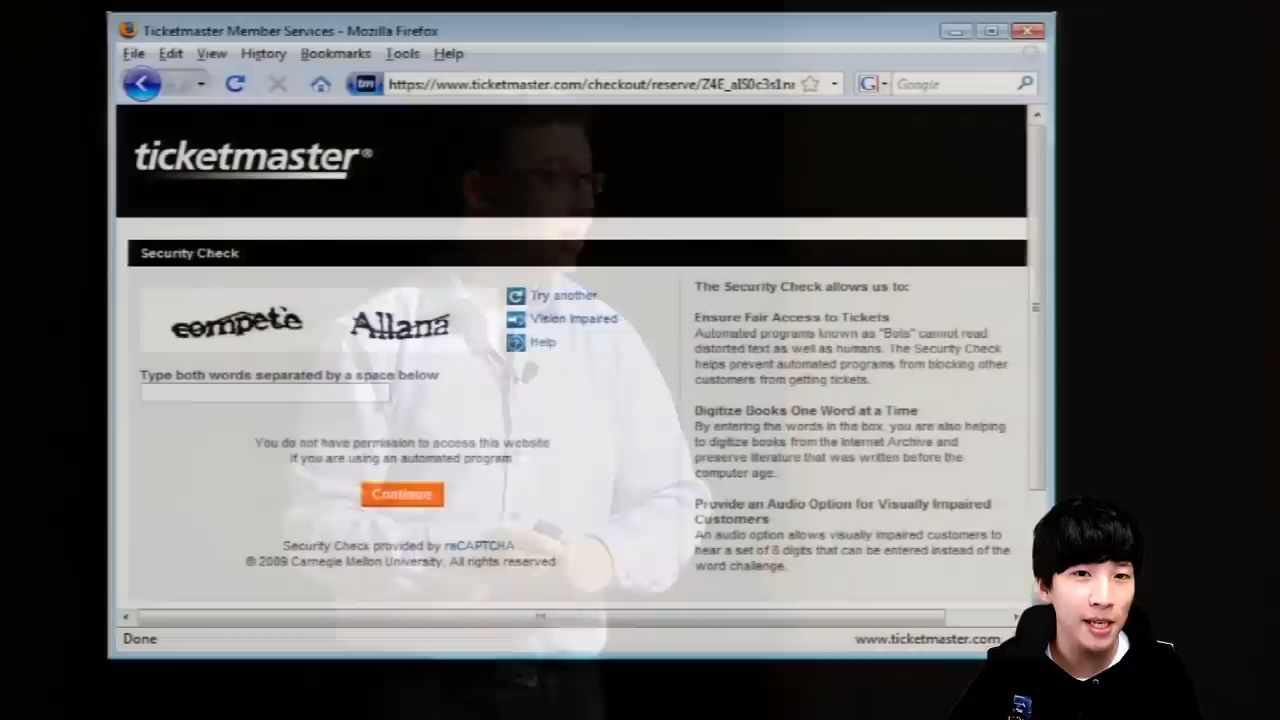 Ticketmaster Member Services - Mozilla Firefox
File Edit View History Bookmarks Tools Help
tm https://www.ticketmaster.com/checkout/reserve/ G Google
ticketmaster®
Security Check
compete Allana
Try another
Vision Impaired
Help
Type both words separated by a space below
You do not have permission to access this website
if you are using an automated program
Continue
Security Check provided by reCAPTCHA
© 2009 Carnegie Mellon University, All rights reserved
The Security Check allows us to:
Ensure Fair Access to Tickets
Automated programs known as "Bots" cannot read
distorted text as well as humans. The Security Check
helps prevent automated programs from blocking other
customers from getting tickets.
Digitize Books One Word at a Time
By entering the words in the box, you are also helping
to digitize books from the Internet Archive and
preserve literature that was written before the
computer age.
Provide an Audio Option for Visually Impaired
Customers
An audio option allows visually impaired customers to
hear a set of 8 digits that can be entered instead of the
word challenge.
Done www.ticketmaster.com